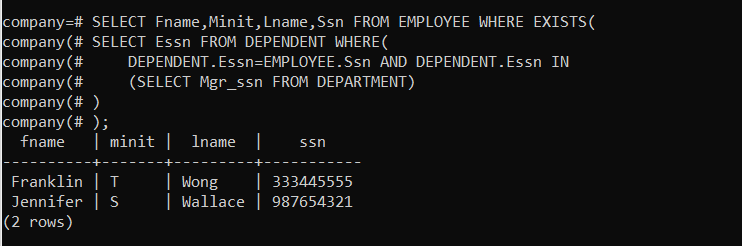 company=# SELECT Fname,Minit,Lname,Ssn FROM EMPLOYEE WHERE EXISTS(
company(# SELECT Essn FROM DEPENDENT WHERE(
company(#     DEPENDENT.Essn=EMPLOYEE.Ssn AND DEPENDENT.Essn IN
company(#     (SELECT Mgr_ssn FROM DEPARTMENT)
company(# )
company(# );
  fname   | minit |  lname  |    ssn
----------+-------+---------+-----------
 Franklin | T     | Wong    | 333445555
 Jennifer | S     | Wallace | 987654321
(2 rows)